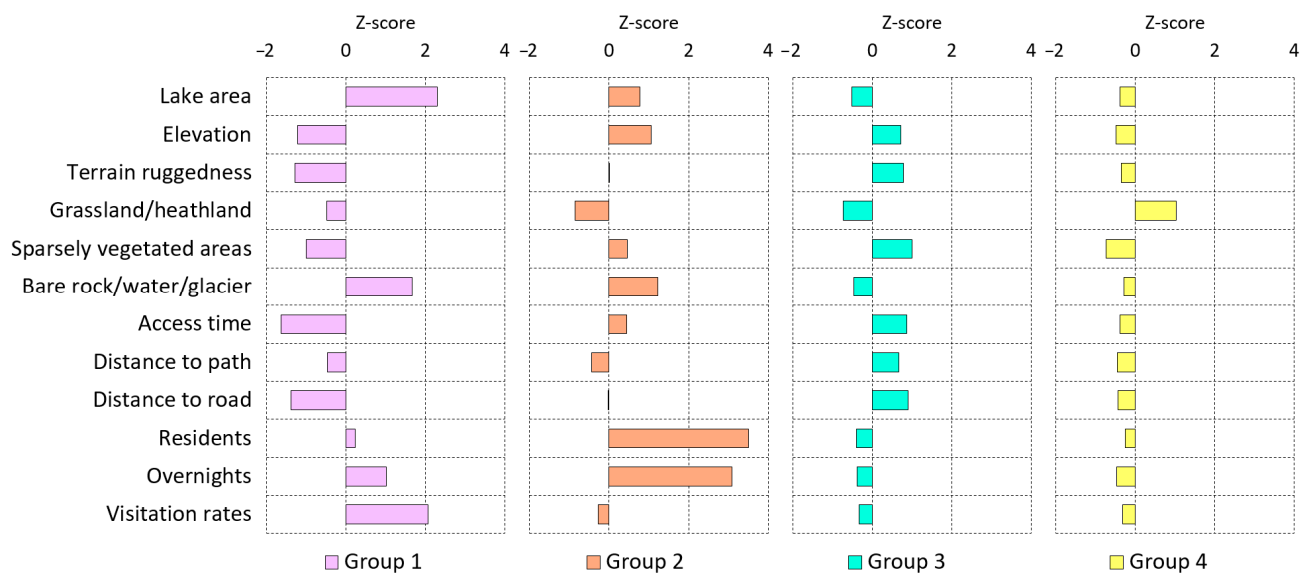 Z-score Z-score Z-score Z-score
−2 0 2 4 −2 0 2 4 −2 0 2 4 −2 0 2 4
Lake area
Elevation
Terrain ruggedness
Grassland/heathland
Sparsely vegetated areas
Bare rock/water/glacier
Access time
Distance to path
Distance to road
Residents
Overnights
Visitation rates
Group 1 Group 2 Group 3 Group 4